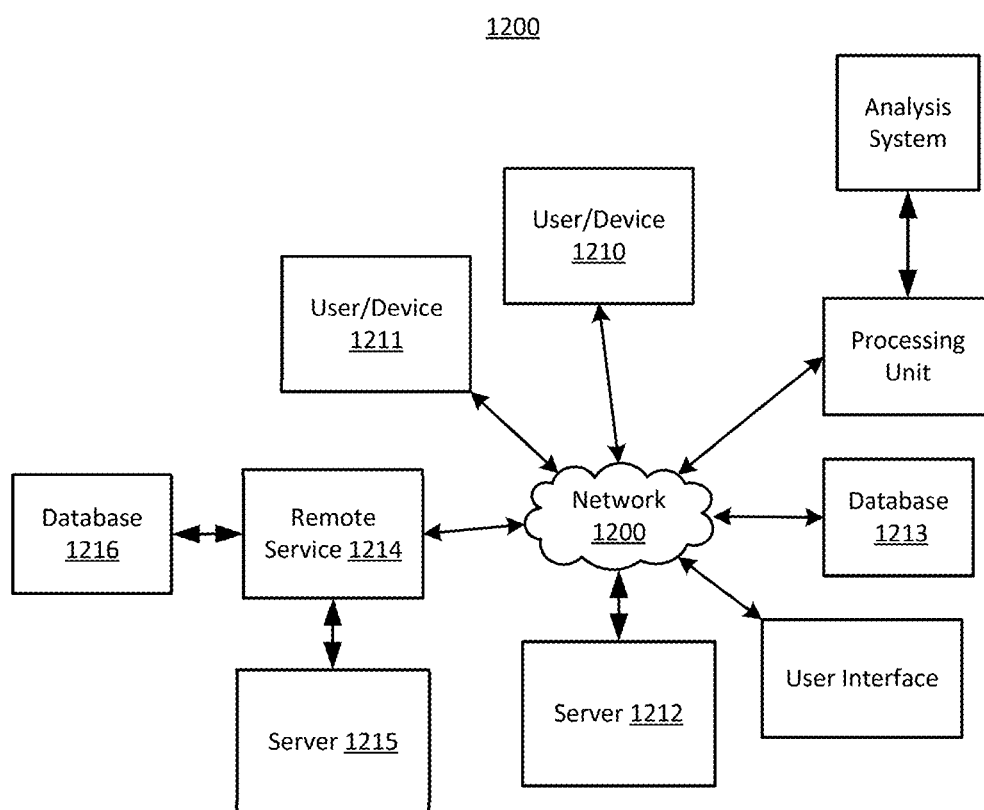 1200
Analysis
System
User/Device
1210
User/Device
1211
Processing
Unit
Network
1200
Database
1213
Database
1216
Remote
Service 1214
User Interface
Server 1212
Server 1215